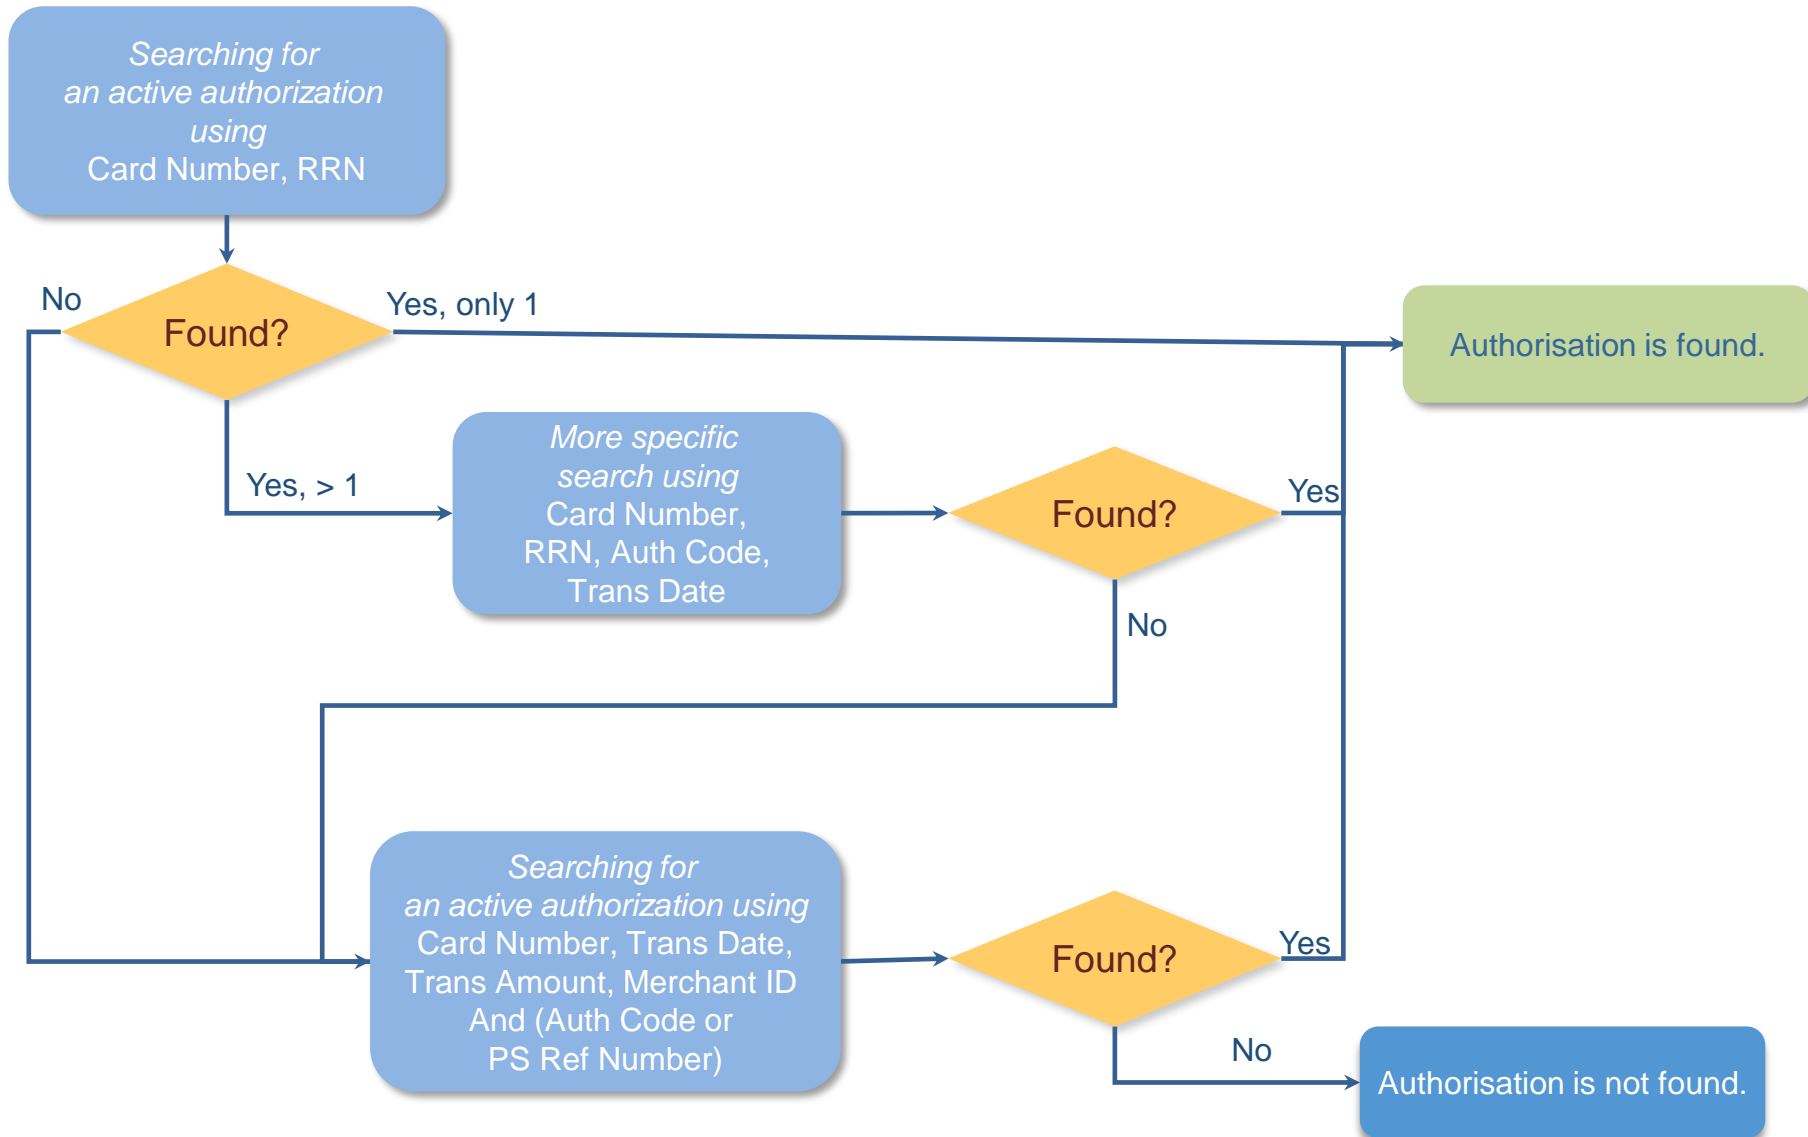 Searching for
an active authorization
using
Card Number, RRN
No
Found?
Yes, only 1
Authorisation is found.
Yes, > 1
More specific
search using
Card Number,
RRN, Auth Code,
Trans Date
Found?
Yes
No
Searching for
an active authorization using
Card Number, Trans Date,
Trans Amount, Merchant ID
And (Auth Code or
PS Ref Number)
Found?
Yes
No
Authorisation is not found.